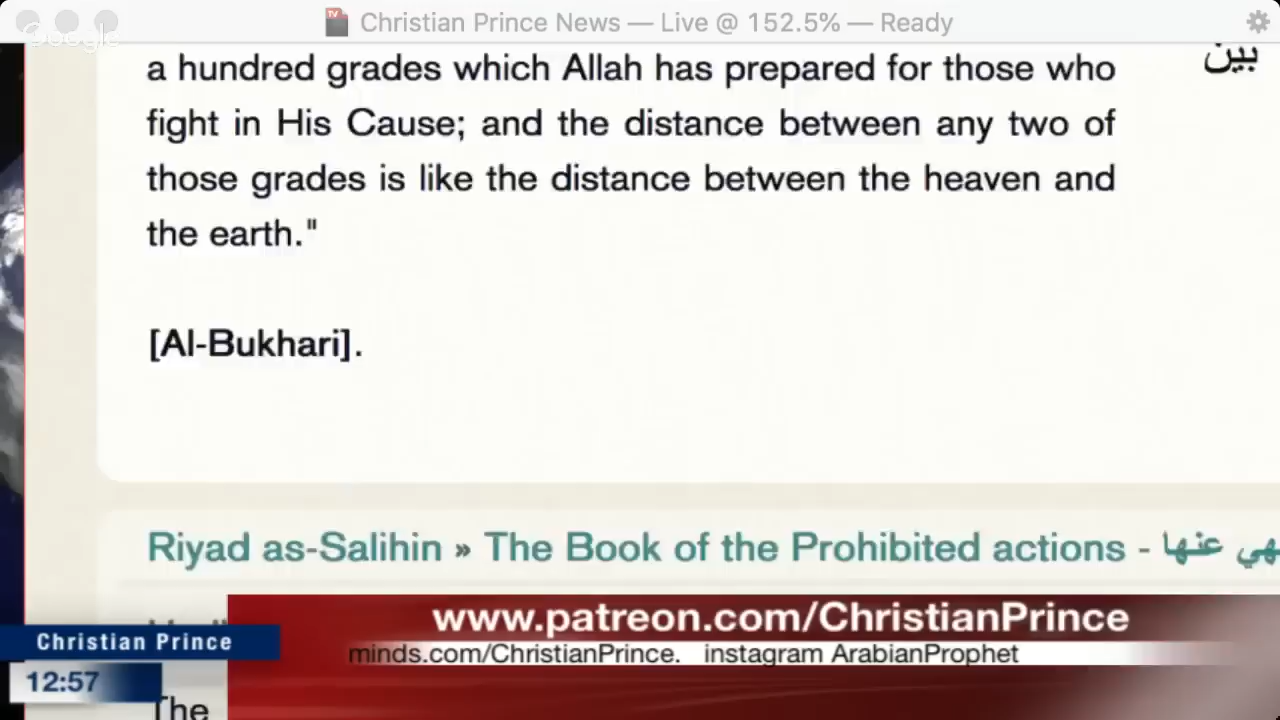 Christian Prince News — Live @ 152.5% — Ready
Google
a hundred grades which Allah has prepared for those who
بين
fight in His Cause; and the distance between any two of
those grades is like the distance between the heaven and
the earth."
[Al-Bukhari].
Riyad as-Salihin » The Book of the Prohibited actions - عنها
www.patreon.com/ChristianPrince
Christian Prince
minds.com/ChristianPrince. instagram ArabianProphet
12:57
The